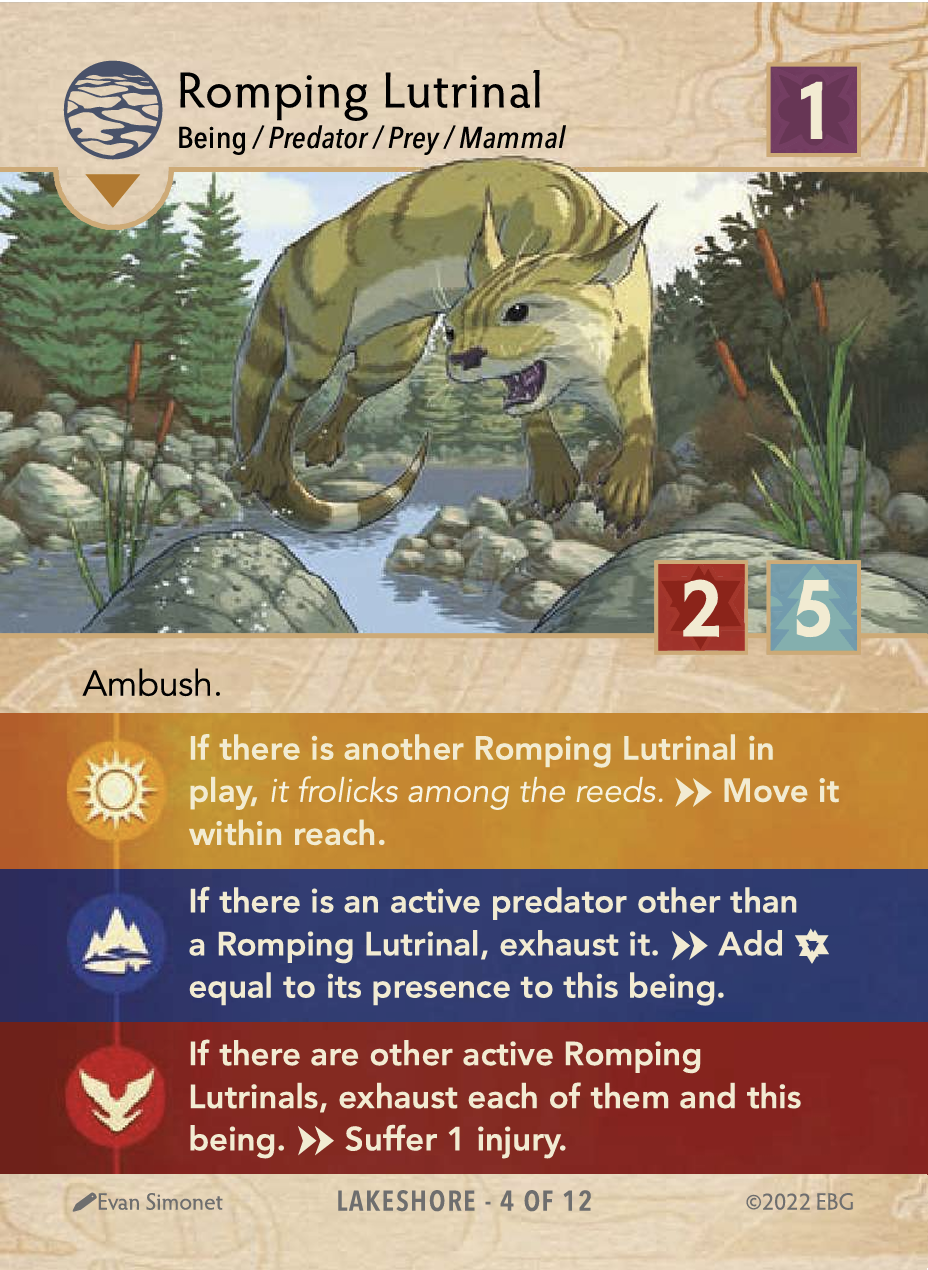 Romping Lutrinal
Being / Predator / Prey / Mammal
1
2
5
Ambush.
If there is another Romping Lutrinal in
play, it frolicks among the reeds. Move it
within reach.
If there is an active predator other than
a Romping Lutrinal, exhaust it. Add
equal to its presence to this being.
If there are other active Romping
Lutrinals, exhaust each of them and this
being. Suffer 1 injury.
Evan Simonet
LAKESHORE - 4 OF 12
©2022 EBG